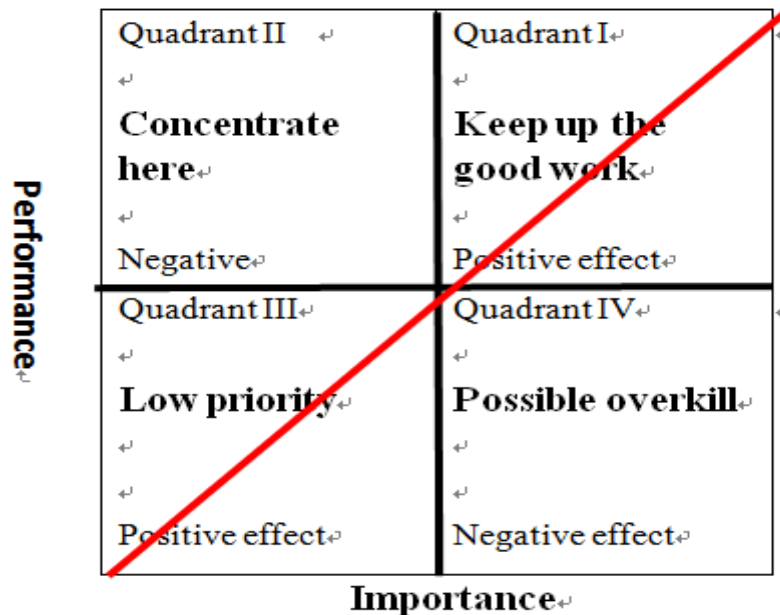 Performance
Quadrant II
Concentrate
here
Negative
Quadrant I
Keep up the
good work
Positive effect
Quadrant III
Low priority
Positive effect
Quadrant IV
Possible overkill
Negative effect
Importance